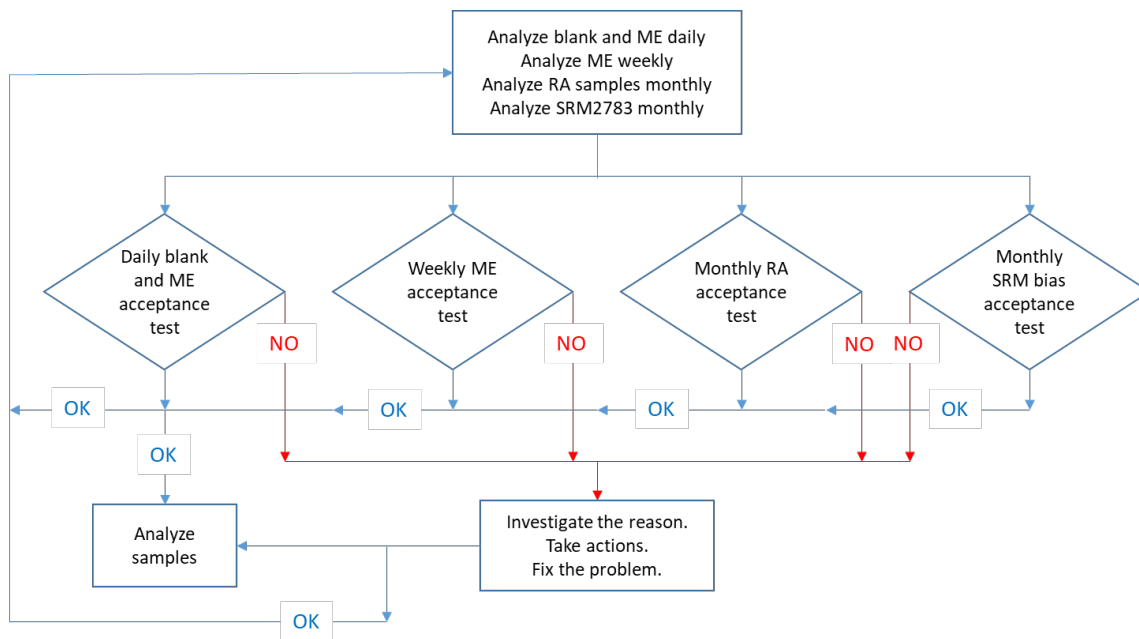 Analyze blank and ME daily
Analyze ME weekly
Analyze RA samples monthly
Analyze SRM2783 monthly
Daily blank
and ME
acceptance
test
Weekly ME
acceptance
test
Monthly RA
acceptance
test
Monthly
SRM bias
acceptance
test
NO
NO
NO
NO
OK
OK
OK
OK
OK
Analyze
samples
Investigate the reason.
Take actions.
Fix the problem.
OK